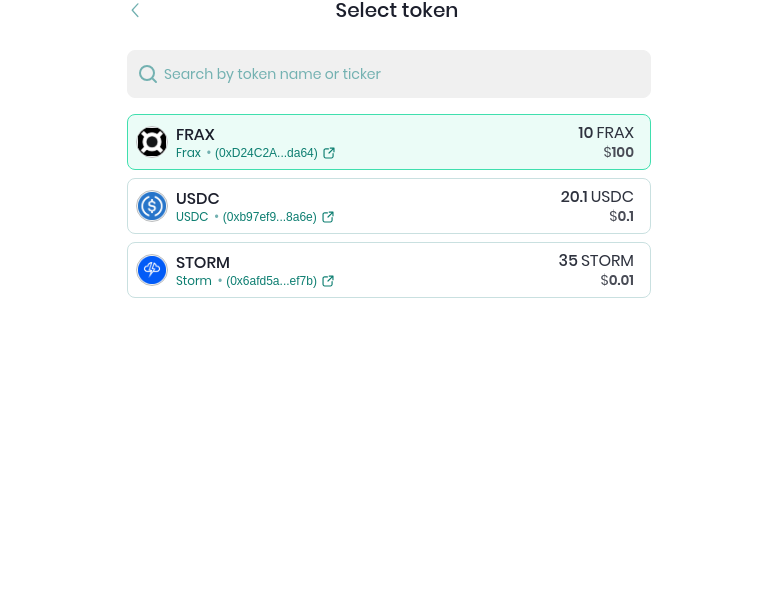 Select token
Search by token name or ticker
FRAX
10 FRAX
Frax • (0xD24C2A...da64)
$100
USDC
20.1 USDC
USDC • (0xb97ef9...8a6e)
$0.1
STORM
35 STORM
Storm • (0x6afd5a...ef7b)
$0.01